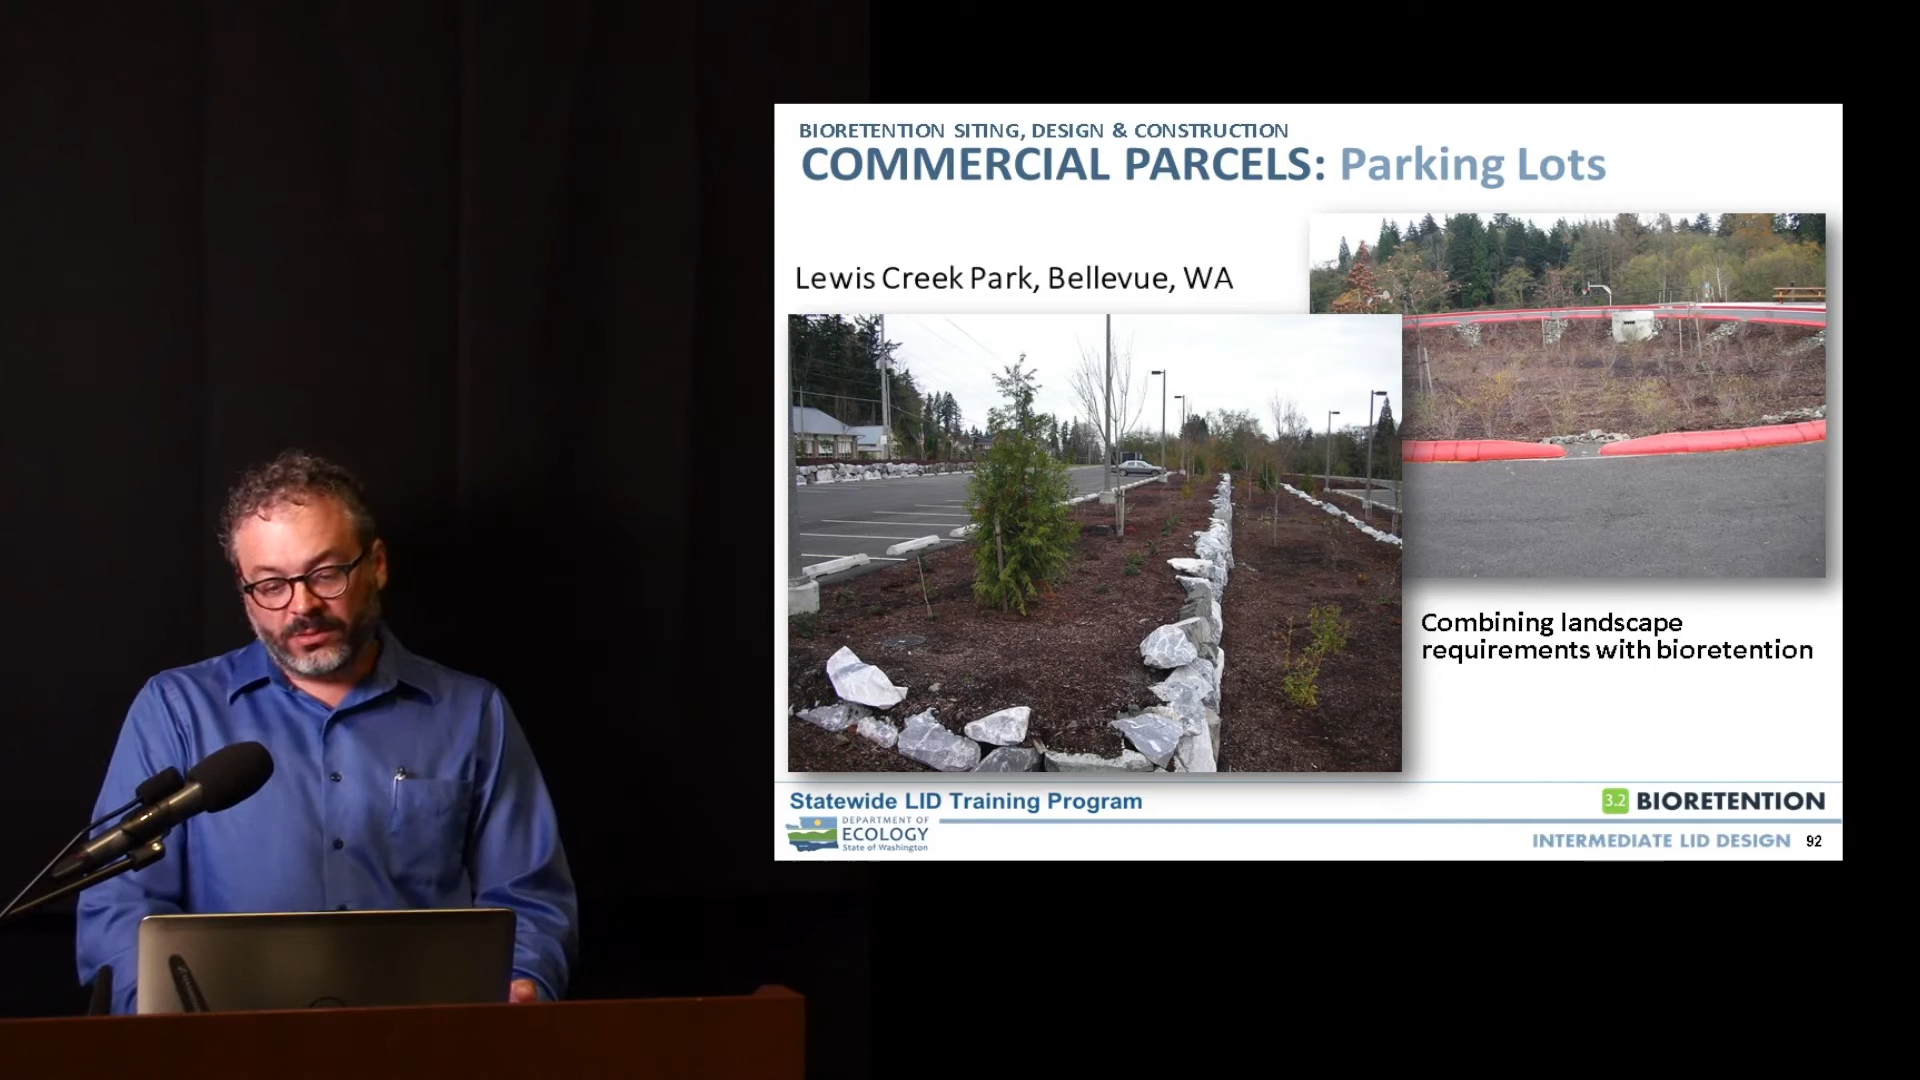 BIORETENTION SITING, DESIGN & CONSTRUCTION
COMMERCIAL PARCELS: Parking Lots
Lewis Creek Park, Bellevue, WA
Combining landscape
requirements with bioretention
Statewide LID Training Program
3.2 BIORETENTION
DEPARTMENT OF
ECOLOGY
State of Washington
INTERMEDIATE LID DESIGN 92